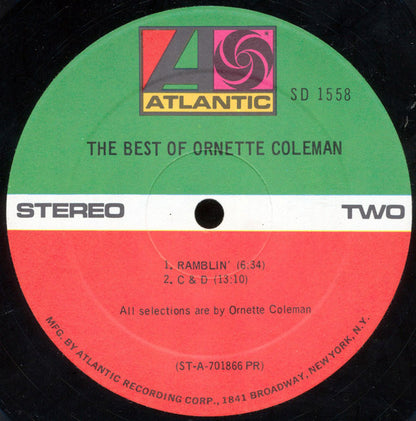 ATLANTIC
SD 1558
THE BEST OF ORNETTE COLEMAN
STEREO
TWO
1. RAMBLIN' (6:34)
2. C & D (13:10)
All selections are by Ornette Coleman
(ST-A-701866 PR)
MFG. BY ATLANTIC RECORDING CORP., 1841 BROADWAY, NEW YORK, N.Y.